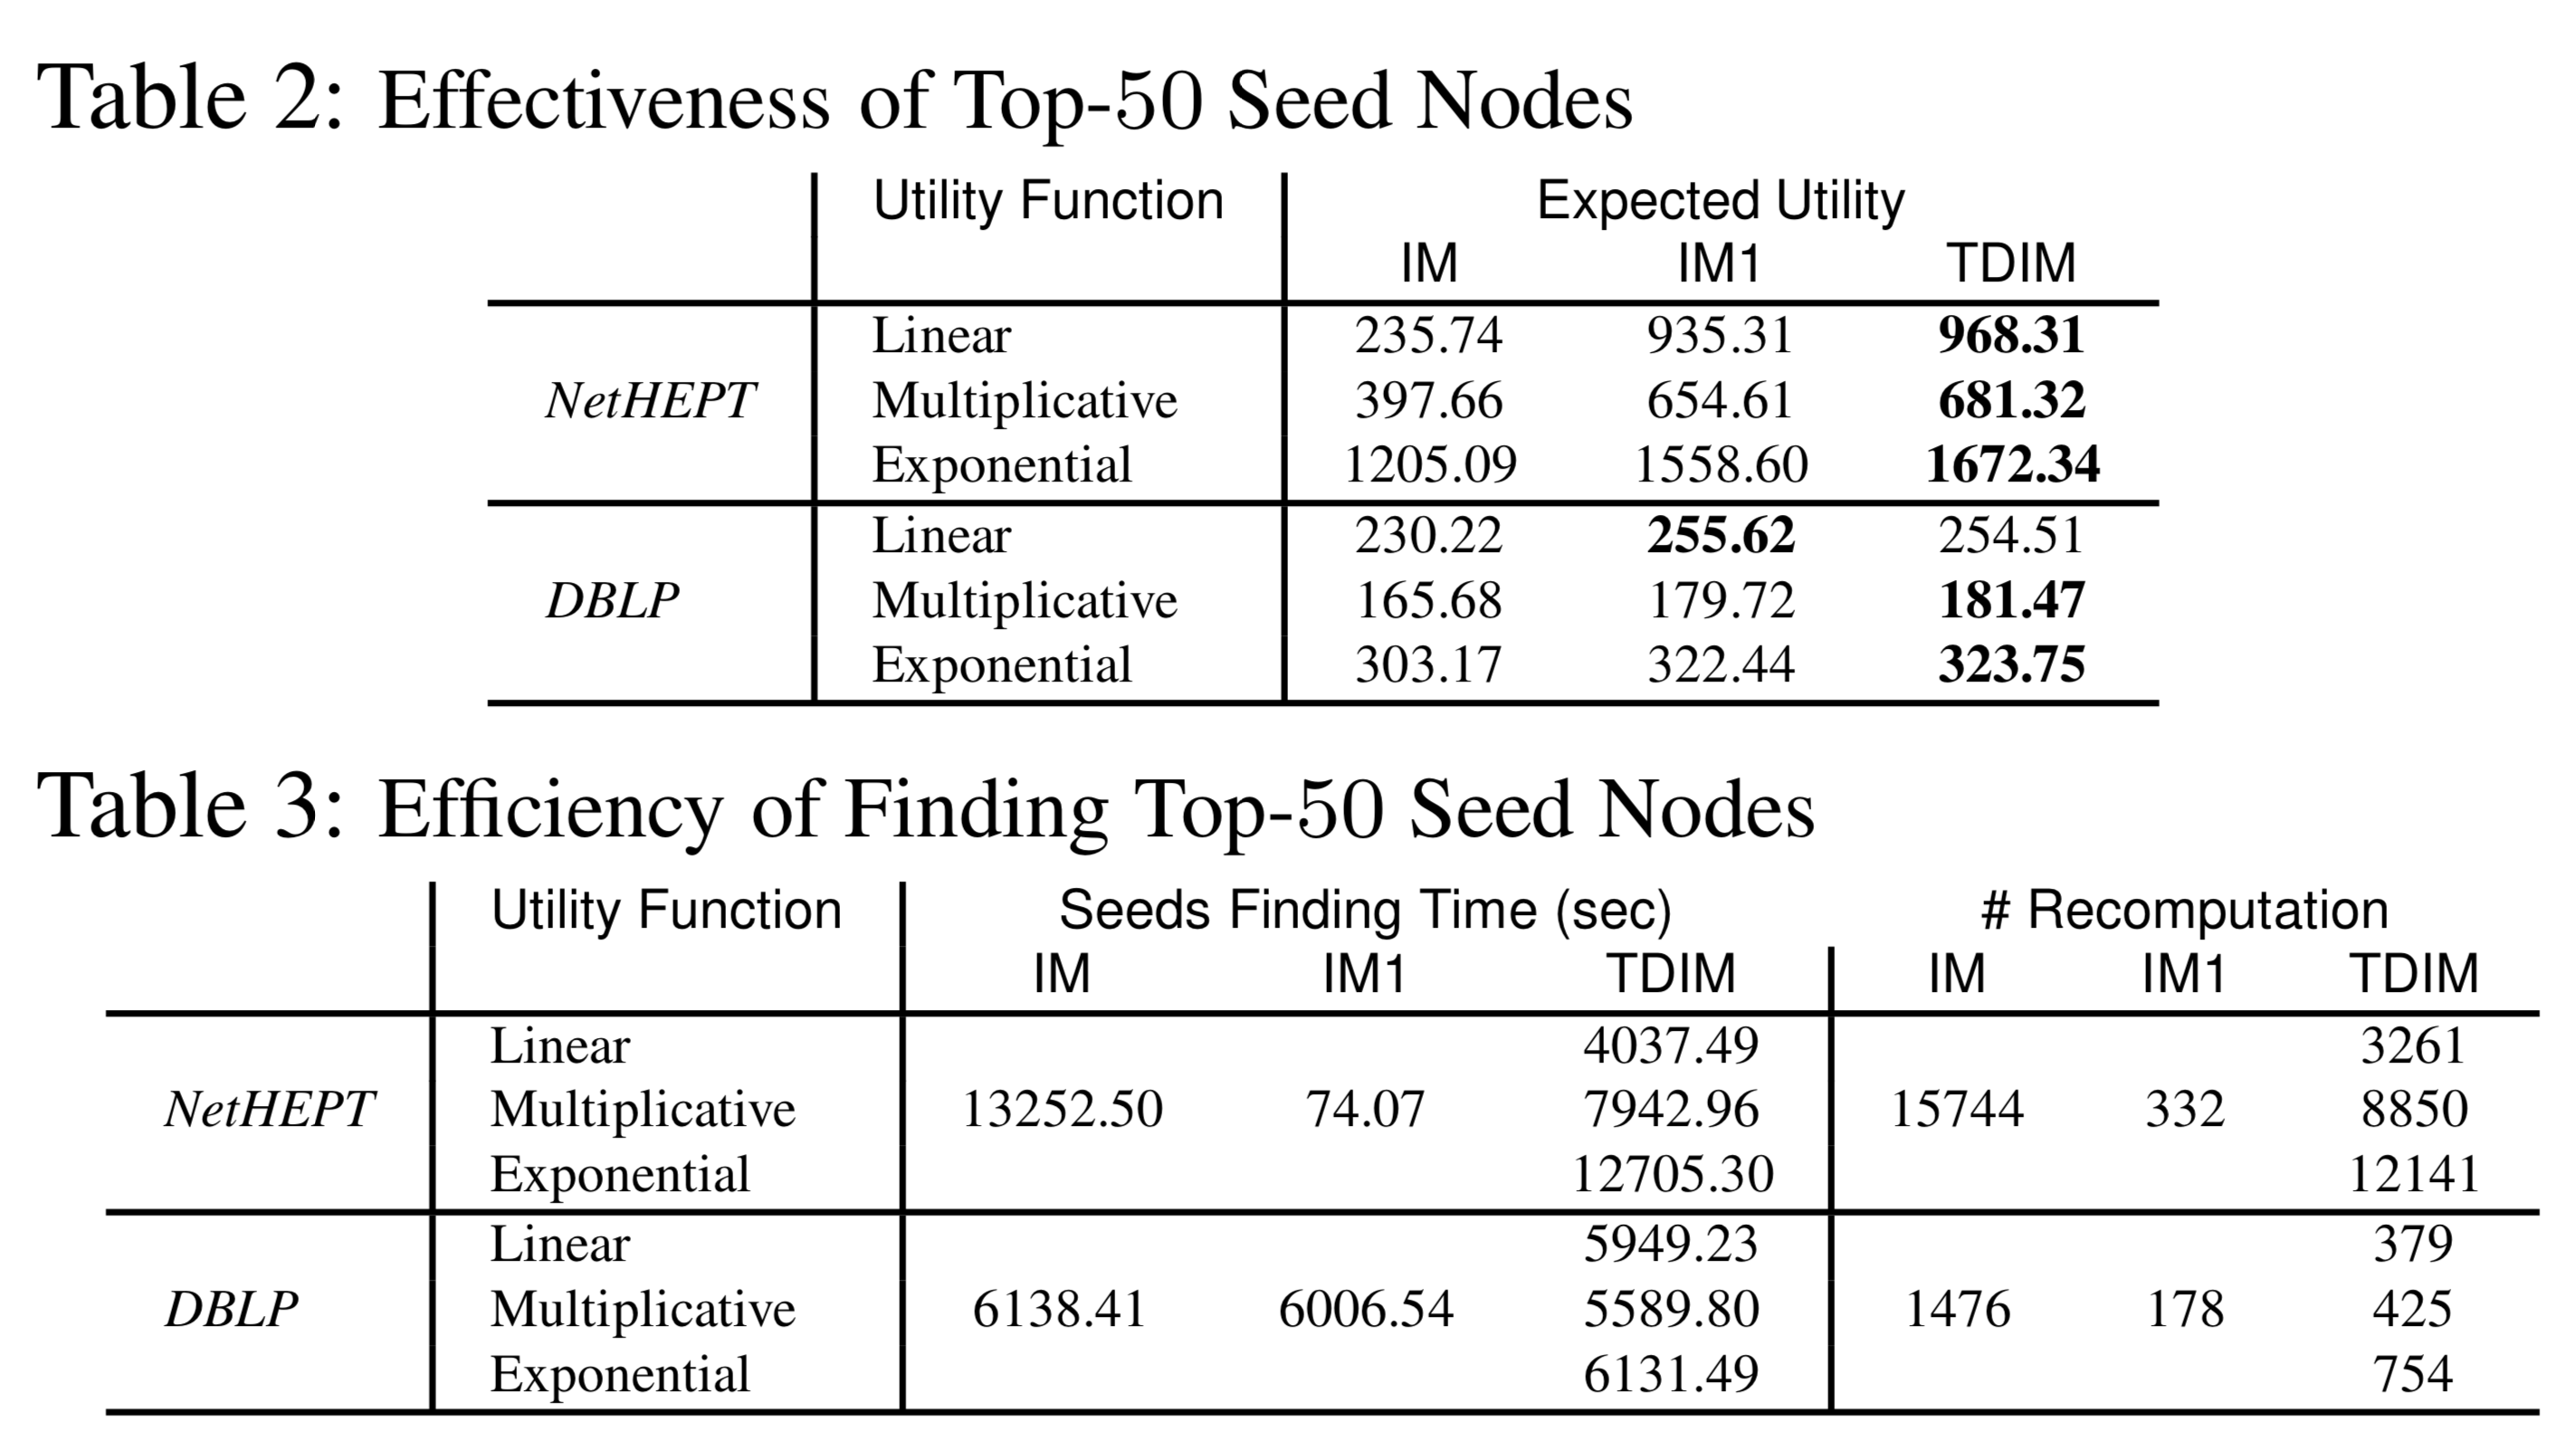 Table 2: Effectiveness of Top-50 Seed Nodes
Utility Function Expected Utility
IM IM1 TDIM
Linear 235.74 935.31 968.31
NetHEPT Multiplicative 397.66 654.61 681.32
Exponential 1205.09 1558.60 1672.34
Linear 230.22 255.62 254.51
DBLP Multiplicative 165.68 179.72 181.47
Exponential 303.17 322.44 323.75
Table 3: Efficiency of Finding Top-50 Seed Nodes
Utility Function Seeds Finding Time (sec) # Recomputation
IM IM1 TDIM IM IM1 TDIM
Linear 4037.49 3261
NetHEPT Multiplicative 13252.50 74.07 7942.96 15744 332 8850
Exponential 12705.30 12141
Linear 5949.23 379
DBLP Multiplicative 6138.41 6006.54 5589.80 1476 178 425
Exponential 6131.49 754